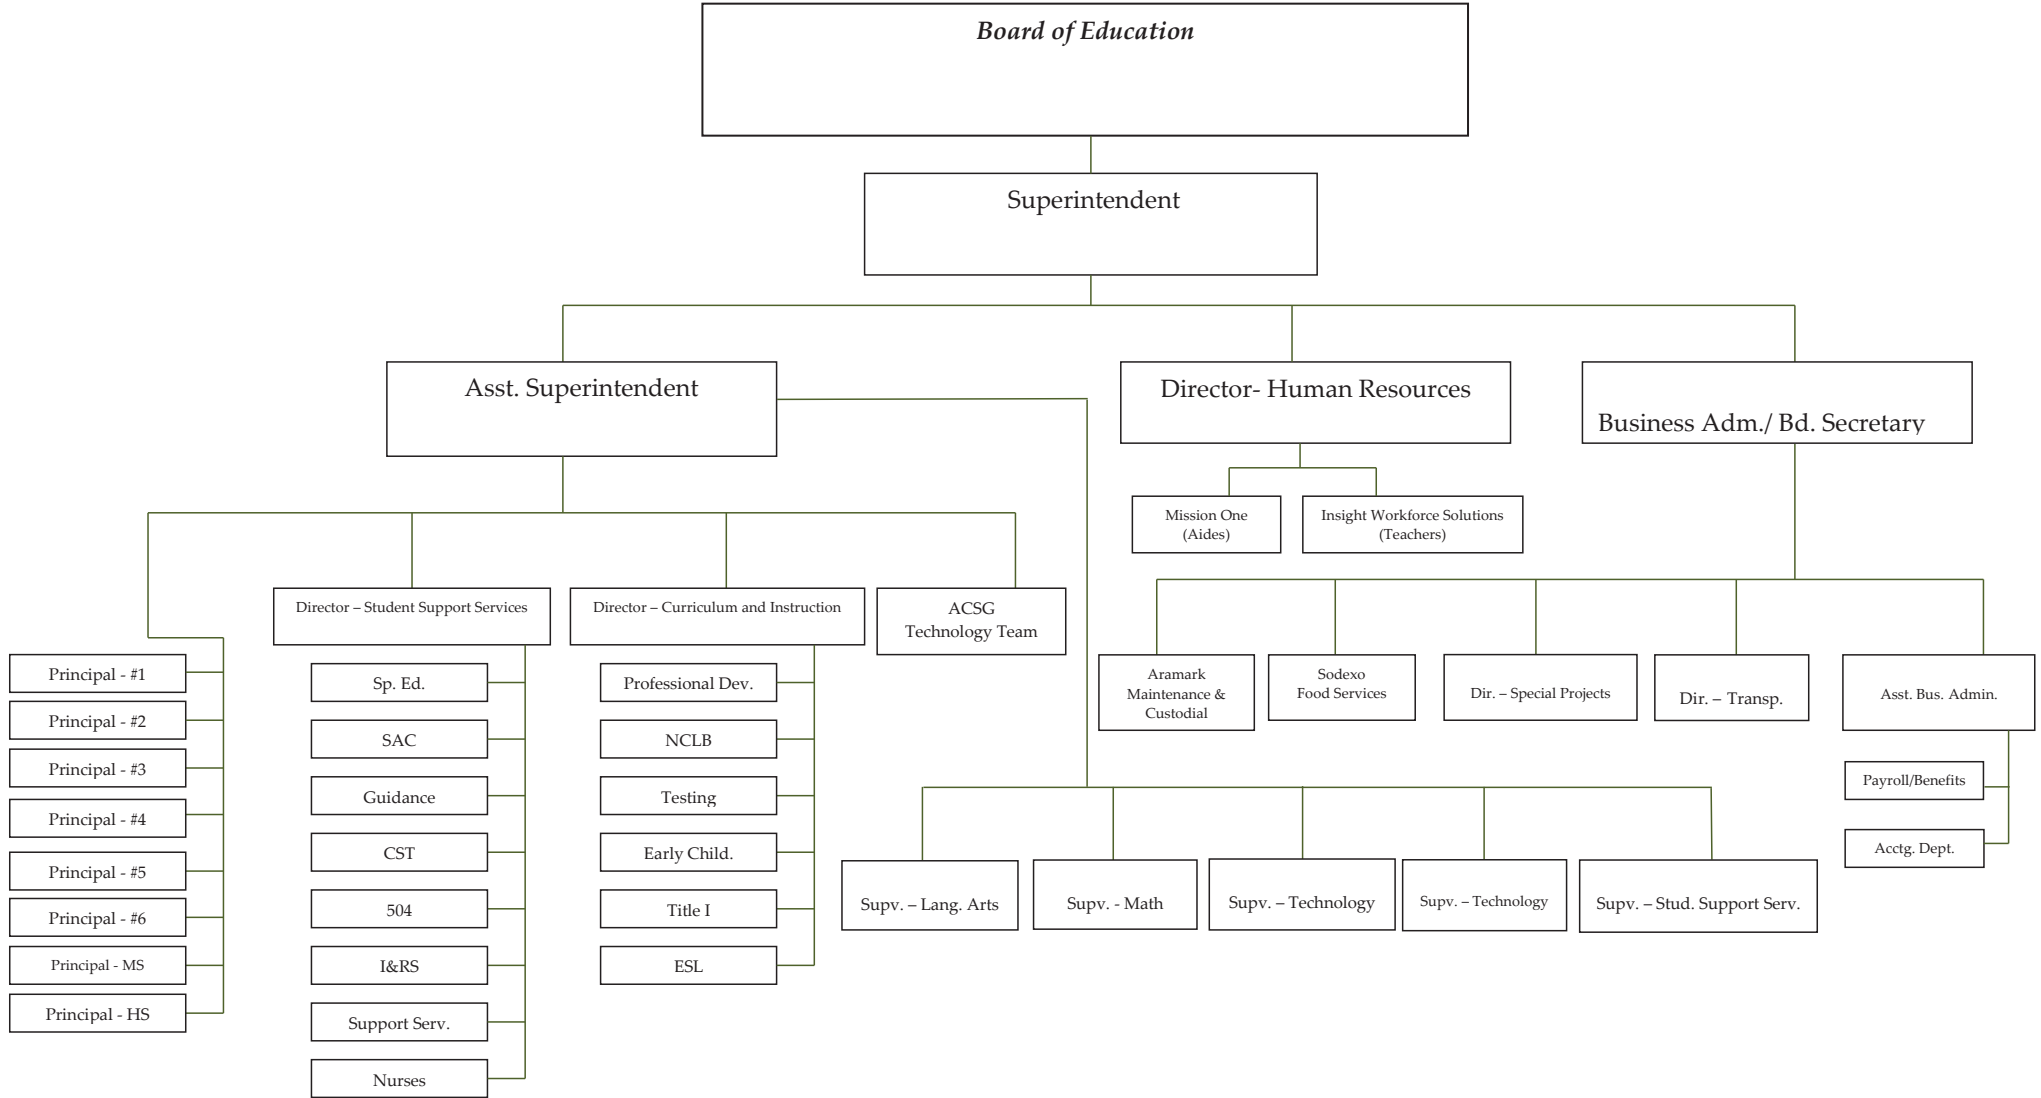 Board of Education
Superintendent
Asst. Superintendent
Director- Human Resources
Business Adm./ Bd. Secretary
Mission One
(Aides)
Insight Workforce Solutions
(Teachers)
Director – Student Support Services
Director – Curriculum and Instruction
ACSG
Technology Team
Principal - #1
Principal - #2
Principal - #3
Principal - #4
Principal - #5
Principal - #6
Principal - MS
Principal - HS
Sp. Ed.
SAC
Guidance
CST
504
I&RS
Support Serv.
Nurses
Professional Dev.
NCLB
Testing
Early Child.
Title I
ESL
Aramark
Maintenance &
Custodial
Sodexo
Food Services
Dir. – Special Projects
Dir. – Transp.
Asst. Bus. Admin.
Payroll/Benefits
Acctg. Dept.
Supv. – Lang. Arts
Supv. - Math
Supv. – Technology
Supv. – Technology
Supv. – Stud. Support Serv.